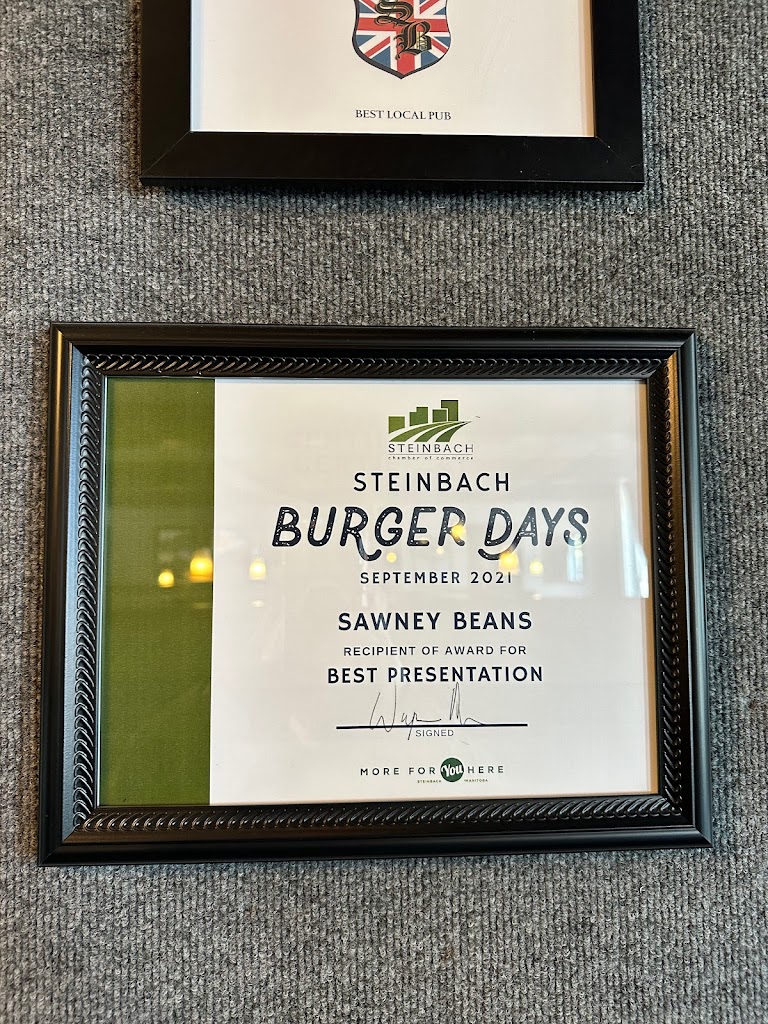 SB
BEST LOCAL PUB
STEINBACH
chamber of commerce
STEINBACH
BURGER DAYS
SEPTEMBER 2021
SAWNEY BEANS
RECIPIENT OF AWARD FOR
BEST PRESENTATION
SIGNED
MORE FOR You HERE
STEINBACH MANITOBA